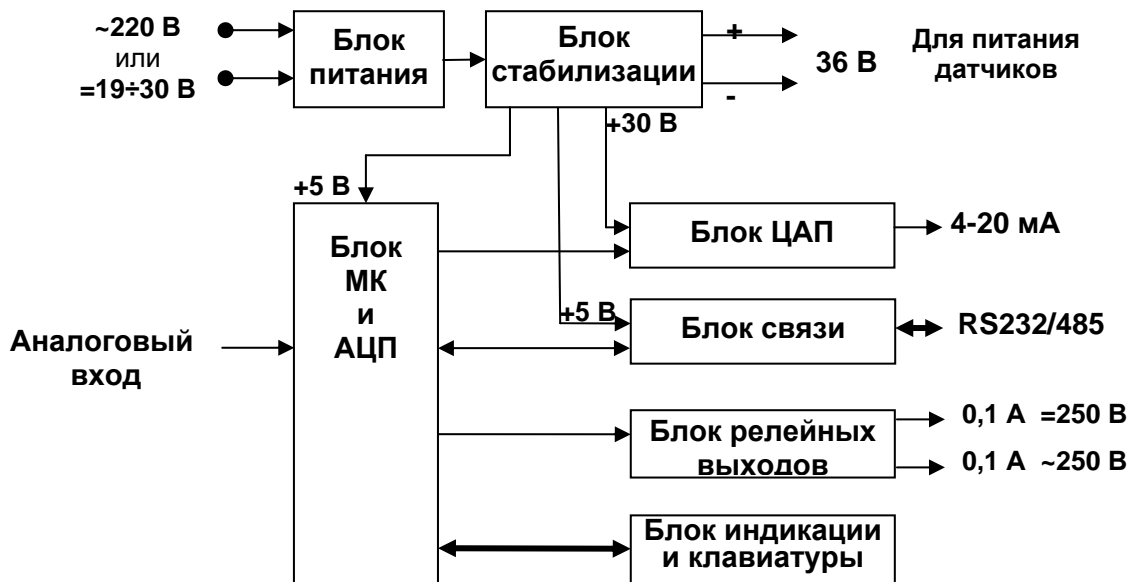 ~220 В
или
=19÷30 В
Блок
питания
Блок
стабилизации
+
-
36 В
Для питания
датчиков
+30 В
+5 В
Блок
МК
и
АЦП
Блок ЦАП
4-20 мА
+5 В
Блок связи
RS232/485
Аналоговый
вход
Блок релейных
выходов
0,1 А =250 В
0,1 А ~250 В
Блок индикации
и клавиатуры